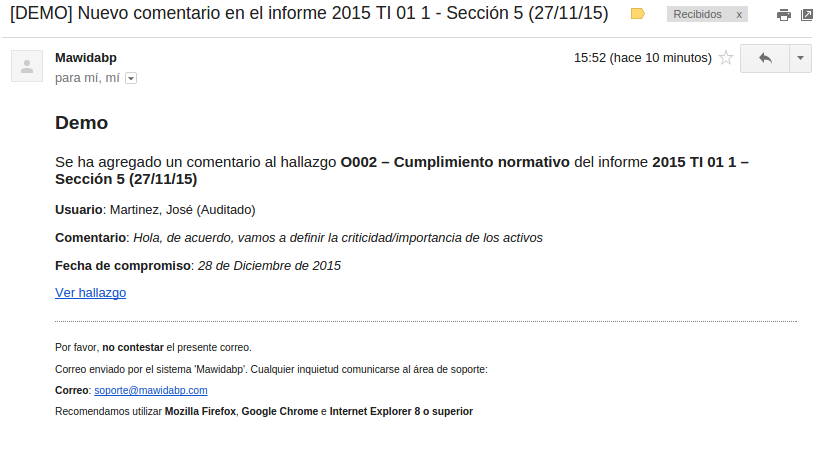 [DEMO] Nuevo comentario en el informe 2015 TI 01 1 - Sección 5 (27/11/15)
Recibidos x
Mawidabp
15:52 (hace 10 minutos)
para mí, mí
Demo
Se ha agregado un comentario al hallazgo O002 – Cumplimiento normativo del informe 2015 TI 01 1 –
Sección 5 (27/11/15)
Usuario: Martinez, José (Auditado)
Comentario: Hola, de acuerdo, vamos a definir la criticidad/importancia de los activos
Fecha de compromiso: 28 de Diciembre de 2015
Ver hallazgo
Por favor, no contestar el presente correo.
Correo enviado por el sistema 'Mawidabp'. Cualquier inquietud comunicarse al área de soporte:
Correo: soporte@mawidabp.com
Recomendamos utilizar Mozilla Firefox, Google Chrome e Internet Explorer 8 o superior